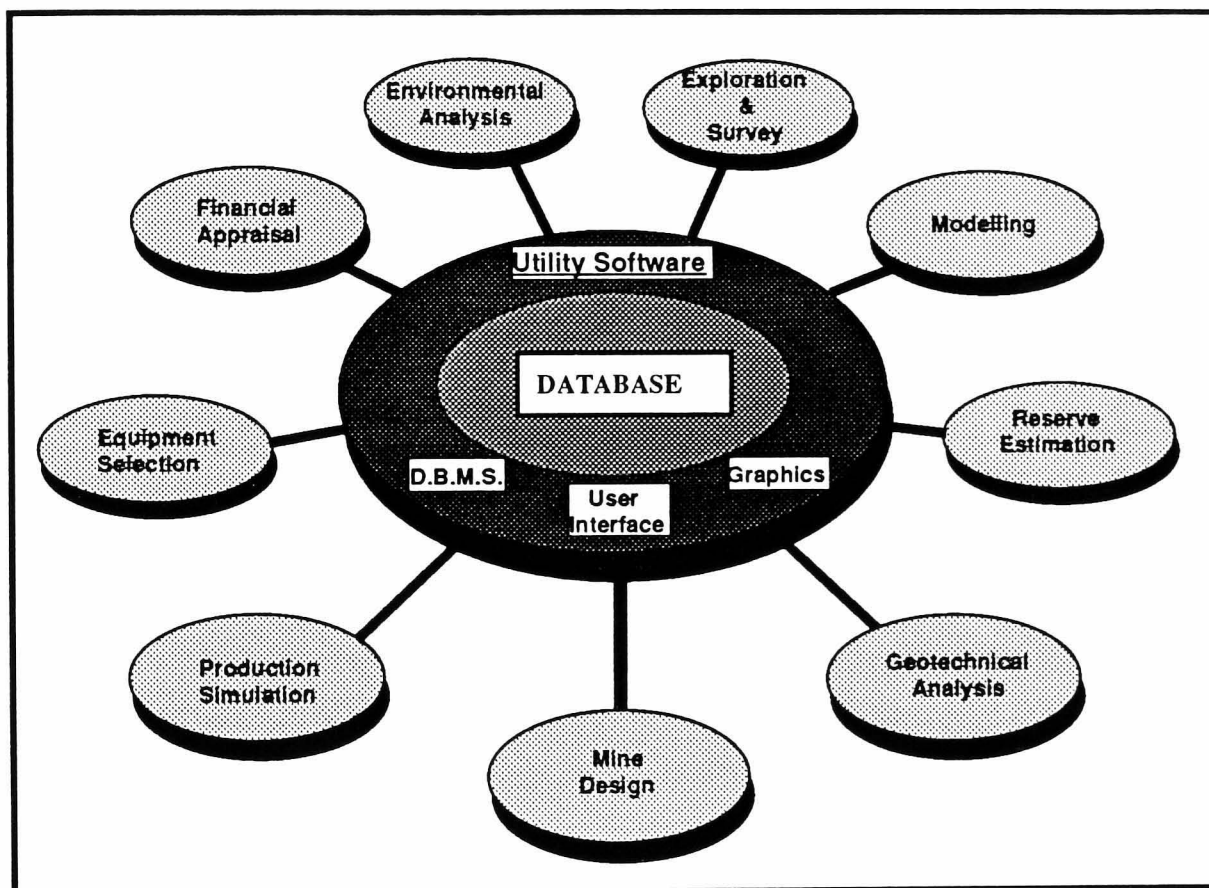 Environmental
Analysis
Exploration
&
Survey
Financial
Appraisal
Modelling
Utility Software
DATABASE
Equipment
Selection
Reserve
Estimation
D.B.M.S.
User
Interface
Graphics
Production
Simulation
Geotechnical
Analysis
Mine
Design